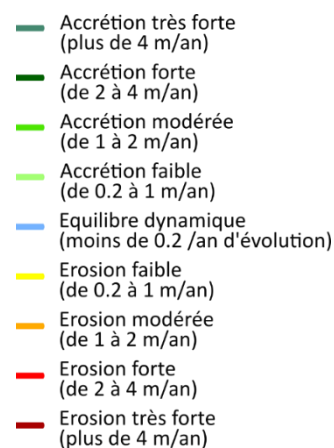 Accrétion très forte
(plus de 4 m/an)
Accrétion forte
(de 2 à 4 m/an)
Accrétion modérée
(de 1 à 2 m/an)
Accrétion faible
(de 0.2 à 1 m/an)
Equilibre dynamique
(moins de 0.2 /an d'évolution)
Erosion faible
(de 0.2 à 1 m/an)
Erosion modérée
(de 1 à 2 m/an)
Erosion forte
(de 2 à 4 m/an)
Erosion très forte
(plus de 4 m/an)